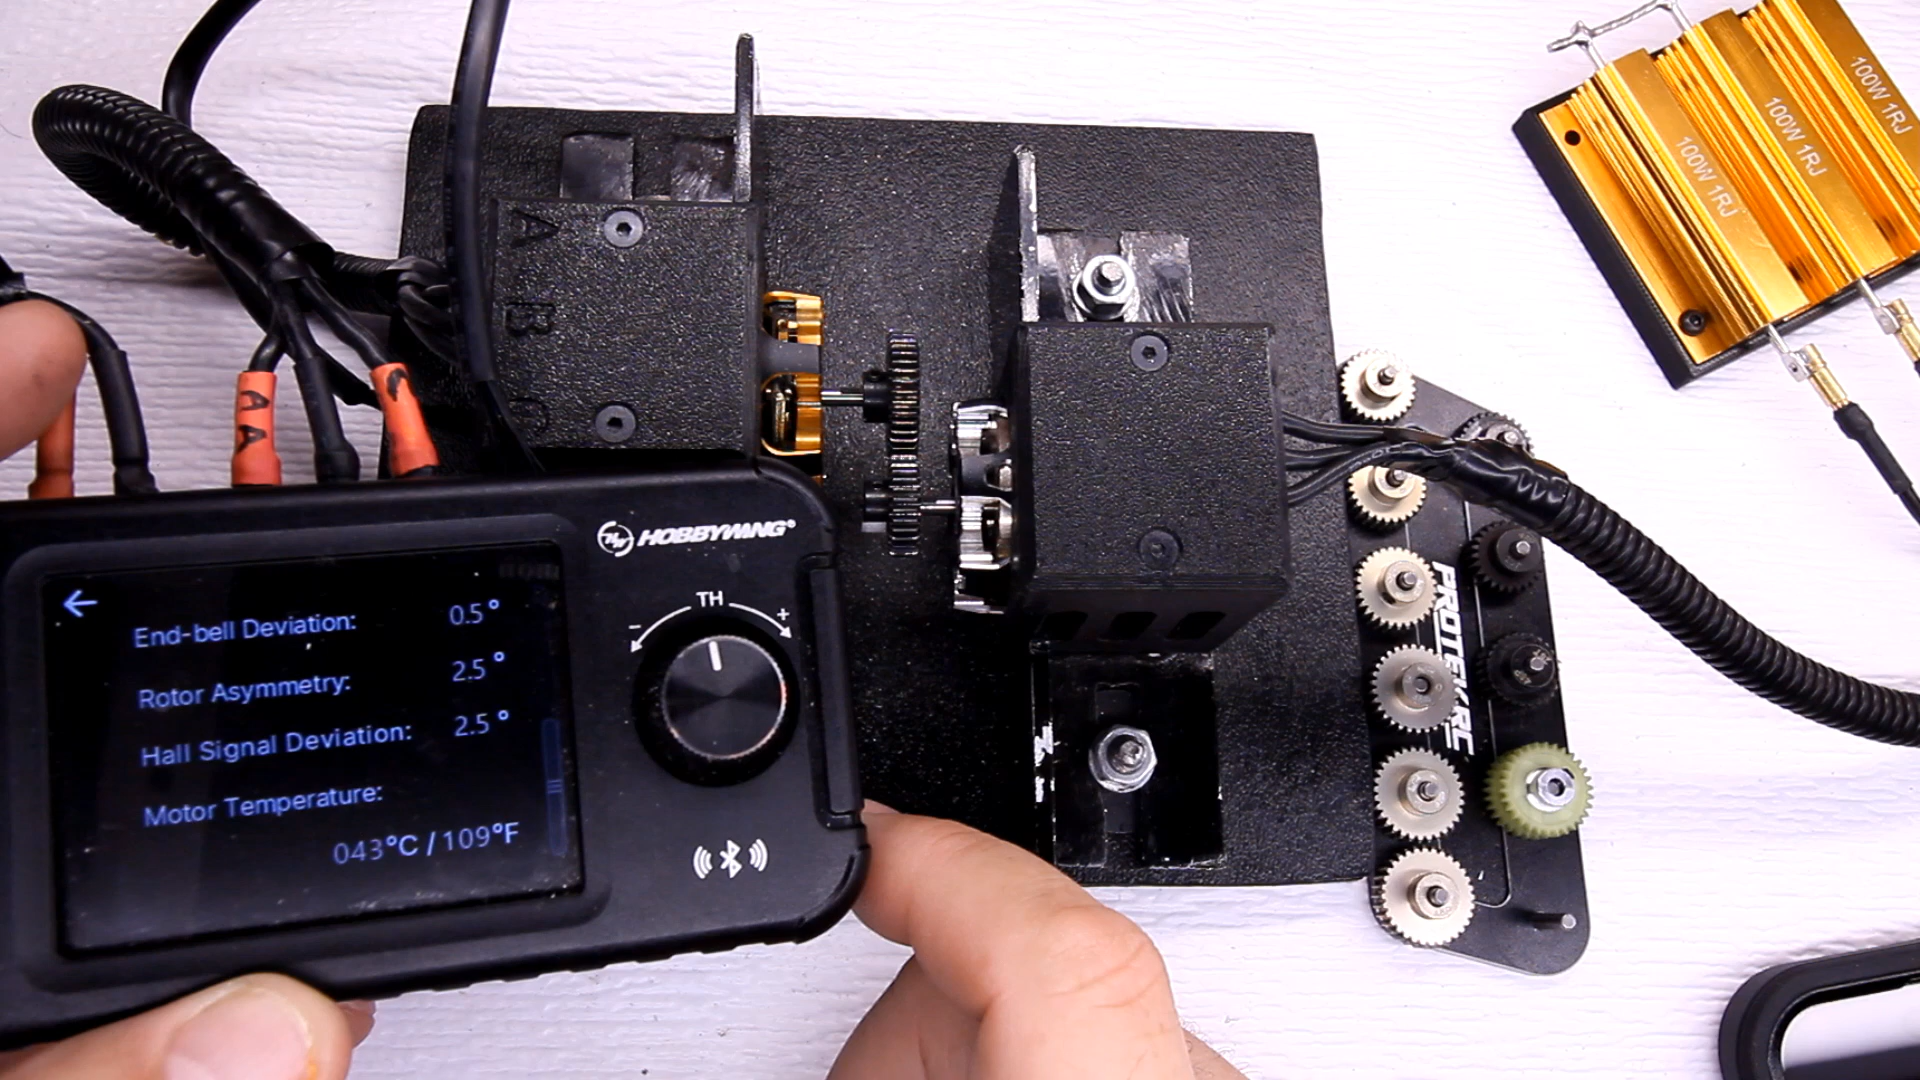 HOBBYWING®
TH
- +
←
End-bell Deviation: 0.5°
Rotor Asymmetry: 2.5°
Hall Signal Deviation: 2.5°
Motor Temperature:
043°C / 109°F
A
B
C
A
A
C
100W 1RJ
100W 1RJ
100W 1RJ
PROTEK RC